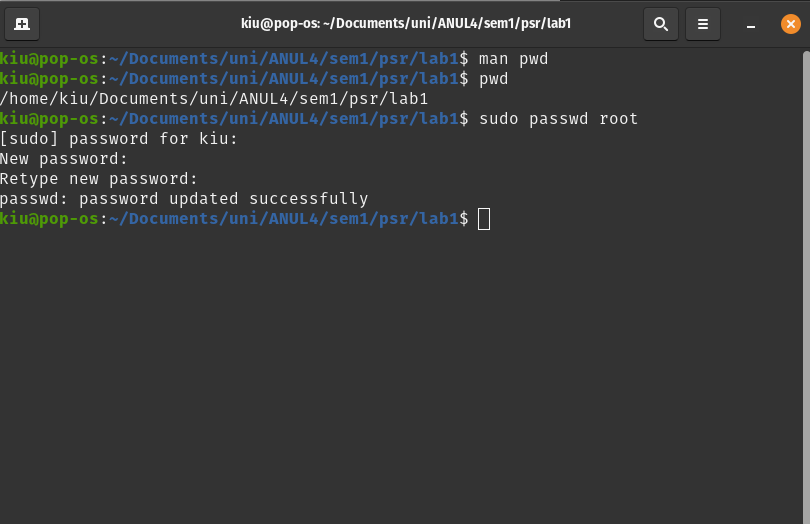 kiu@pop-os: ~/Documents/uni/ANUL4/sem1/psr/lab1
kiu@pop-os:~/Documents/uni/ANUL4/sem1/psr/lab1$ man pwd
kiu@pop-os:~/Documents/uni/ANUL4/sem1/psr/lab1$ pwd
/home/kiu/Documents/uni/ANUL4/sem1/psr/lab1
kiu@pop-os:~/Documents/uni/ANUL4/sem1/psr/lab1$ sudo passwd root
[sudo] password for kiu:
New password:
Retype new password:
passwd: password updated successfully
kiu@pop-os:~/Documents/uni/ANUL4/sem1/psr/lab1$